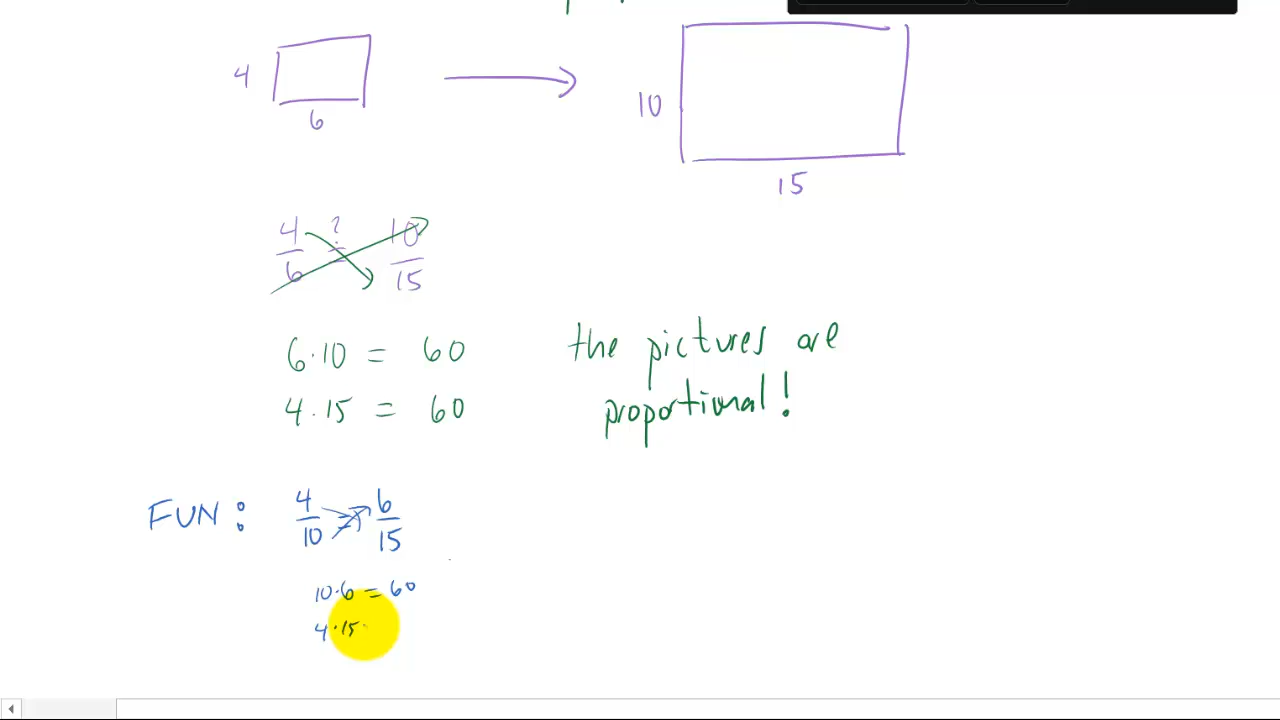 4
6
10
15
4/6 ?= 10/15
6·10 = 60
4·15 = 60
the pictures are
proportional!
FUN: 4/10 = 6/15
10·6 = 60
4·15